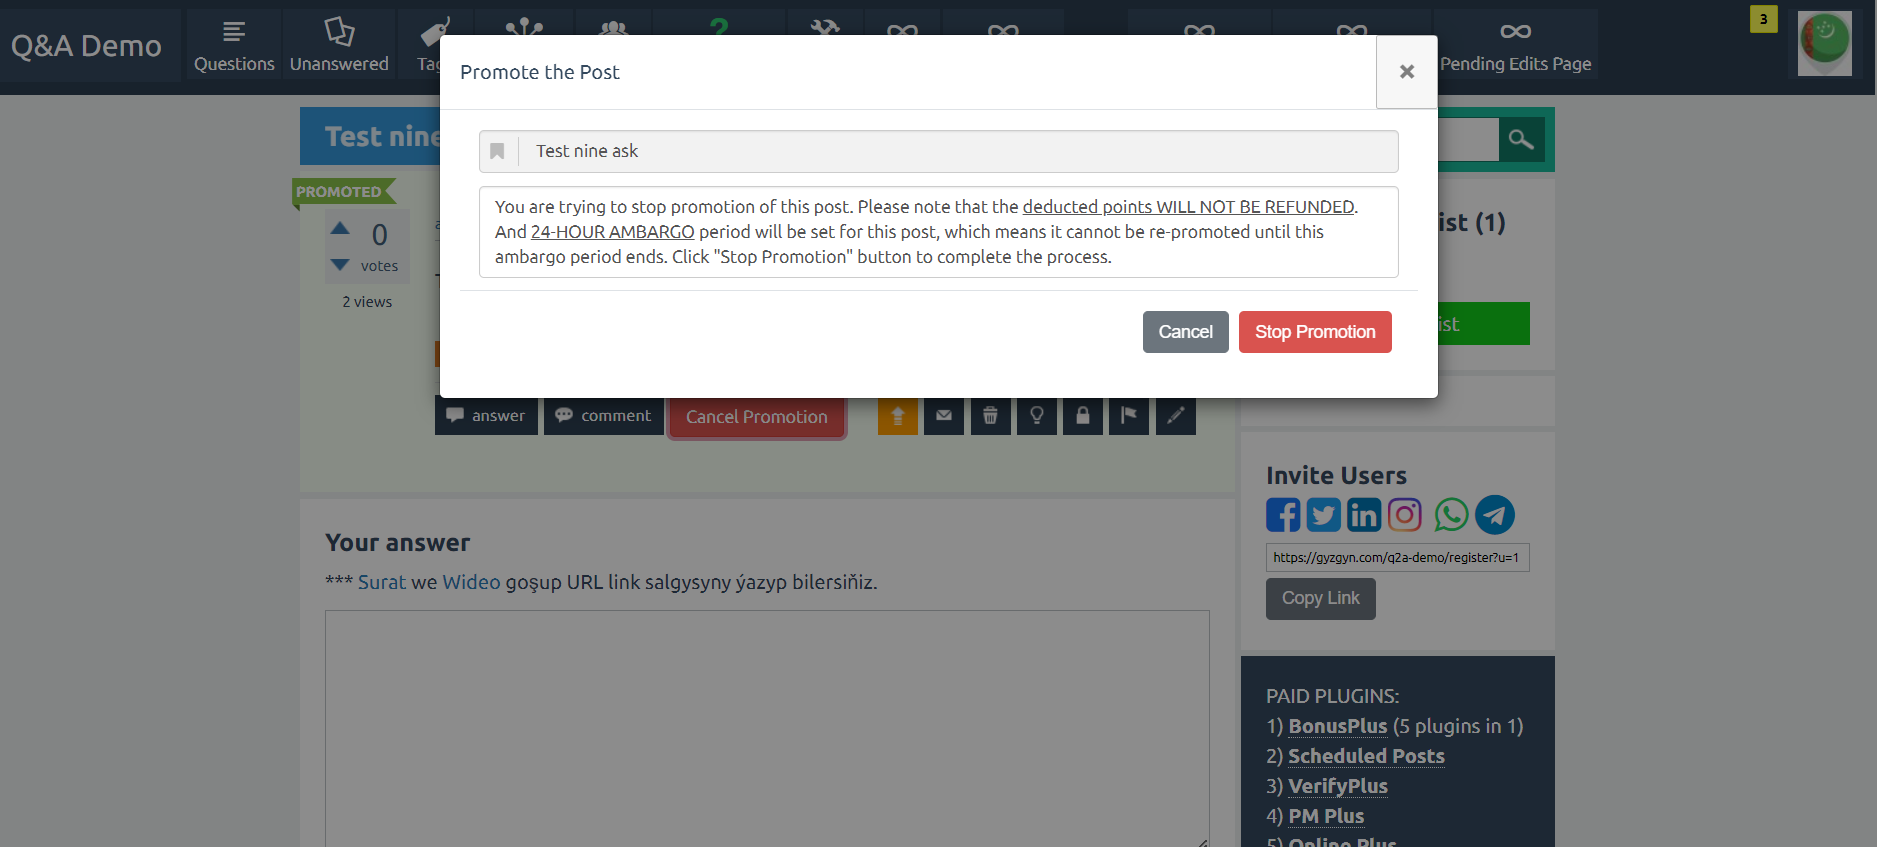 Q&A Demo
Questions
Unanswered
?
Pending Edits Page
3
Promote the Post
×
Test nine
Test nine ask
PROMOTED
You are trying to stop promotion of this post. Please note that the deducted points WILL NOT BE REFUNDED.
And 24-HOUR AMBARGO period will be set for this post, which means it cannot be re-promoted until this
ambargo period ends. Click "Stop Promotion" button to complete the process.
0
votes
2 views
ist (1)
ist
Cancel
Stop Promotion
answer
comment
Cancel Promotion
Your answer
*** Surat we Wideo goşup URL link salgysyny ýazyp bilersiňiz.
Invite Users
https://gyzgyn.com/q2a-demo/register?u=1
Copy Link
PAID PLUGINS:
1) BonusPlus (5 plugins in 1)
2) Scheduled Posts
3) VerifyPlus
4) PM Plus
5) Online Plus